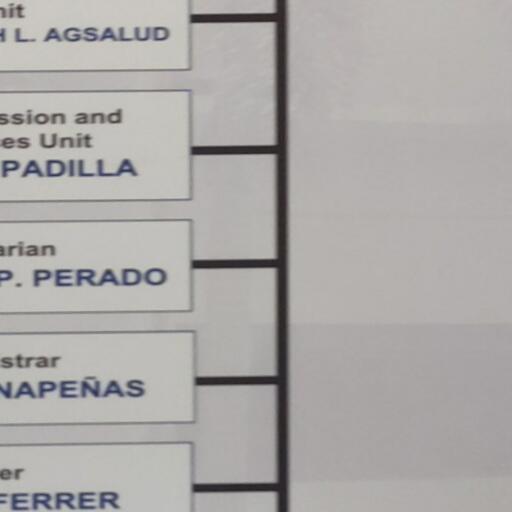 nit
H L. AGSALUD
ssion and
es Unit
PADILLA
arian
P. PERADO
strar
NAPEÑAS
er
FERRER